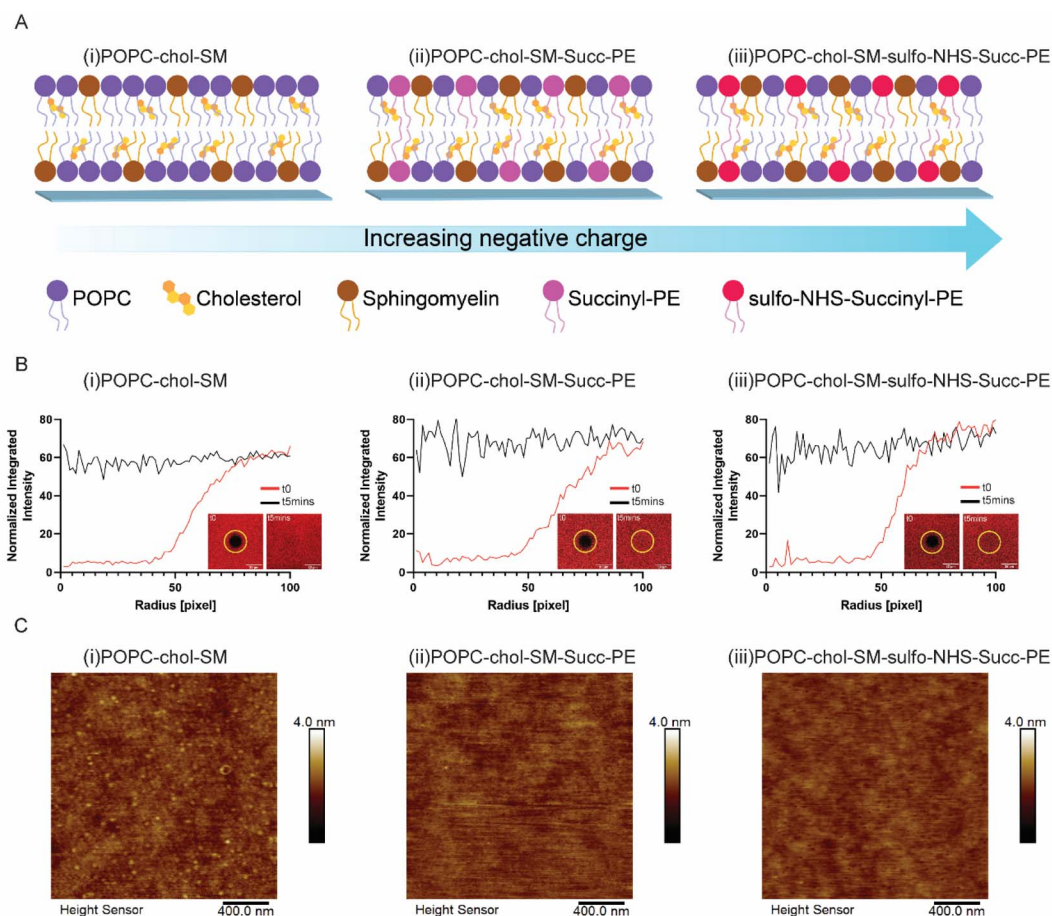 A
(i)POPC-chol-SM
(ii)POPC-chol-SM-Succ-PE
(iii)POPC-chol-SM-sulfo-NHS-Succ-PE
Increasing negative charge
POPC
Cholesterol
Sphingomyelin
Succinyl-PE
sulfo-NHS-Succinyl-PE
B
(i)POPC-chol-SM
80
60
40
20
0
0
50
100
Normalized Integrated
Intensity
Radius [pixel]
t0
t5mins
t0
t5mins
(ii)POPC-chol-SM-Succ-PE
80
60
40
20
0
0
50
100
Normalized Integrated
Intensity
Radius [pixel]
t0
t5mins
t0
t5mins
(iii)POPC-chol-SM-sulfo-NHS-Succ-PE
80
60
40
20
0
0
50
100
Normalized Integrated
Intensity
Radius [pixel]
t0
t5mins
t0
t5mins
C
(i)POPC-chol-SM
4.0 nm
Height Sensor
400.0 nm
(ii)POPC-chol-SM-Succ-PE
4.0 nm
Height Sensor
400.0 nm
(iii)POPC-chol-SM-sulfo-NHS-Succ-PE
4.0 nm
Height Sensor
400.0 nm